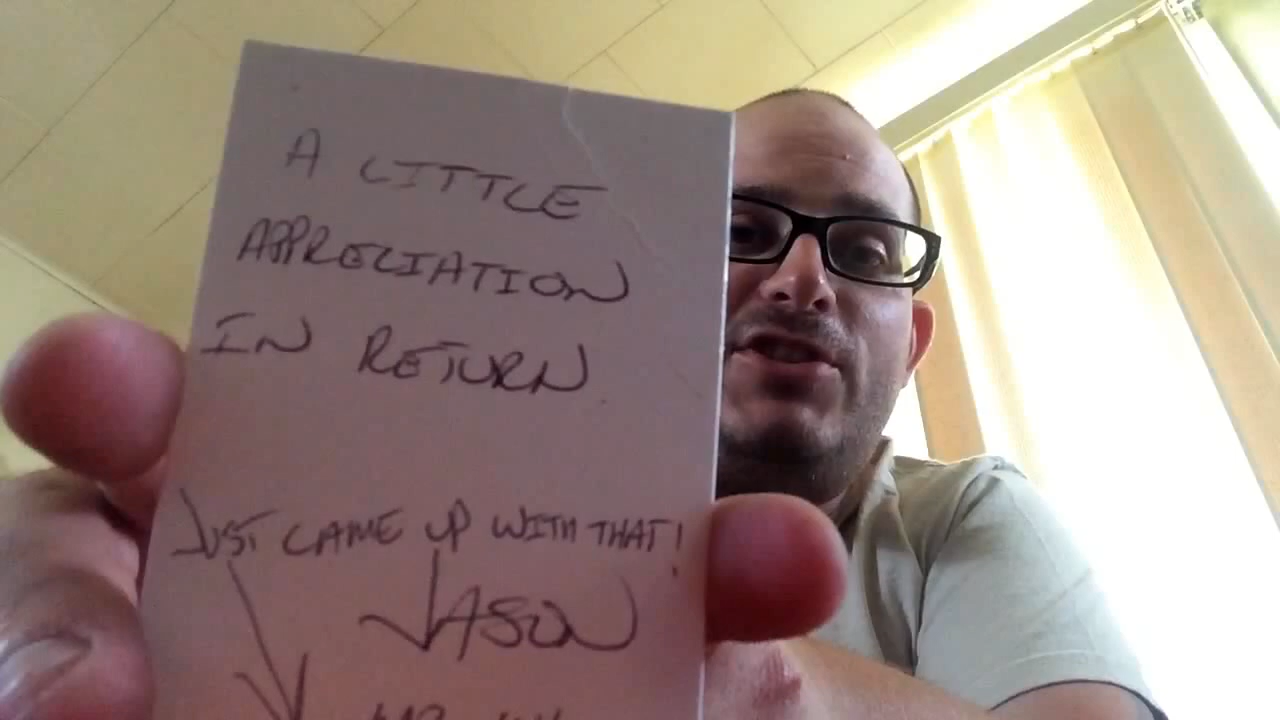 A LITTLE
APPRECIATION
IN RETURN
JUST CAME UP WITH THAT!
JASON